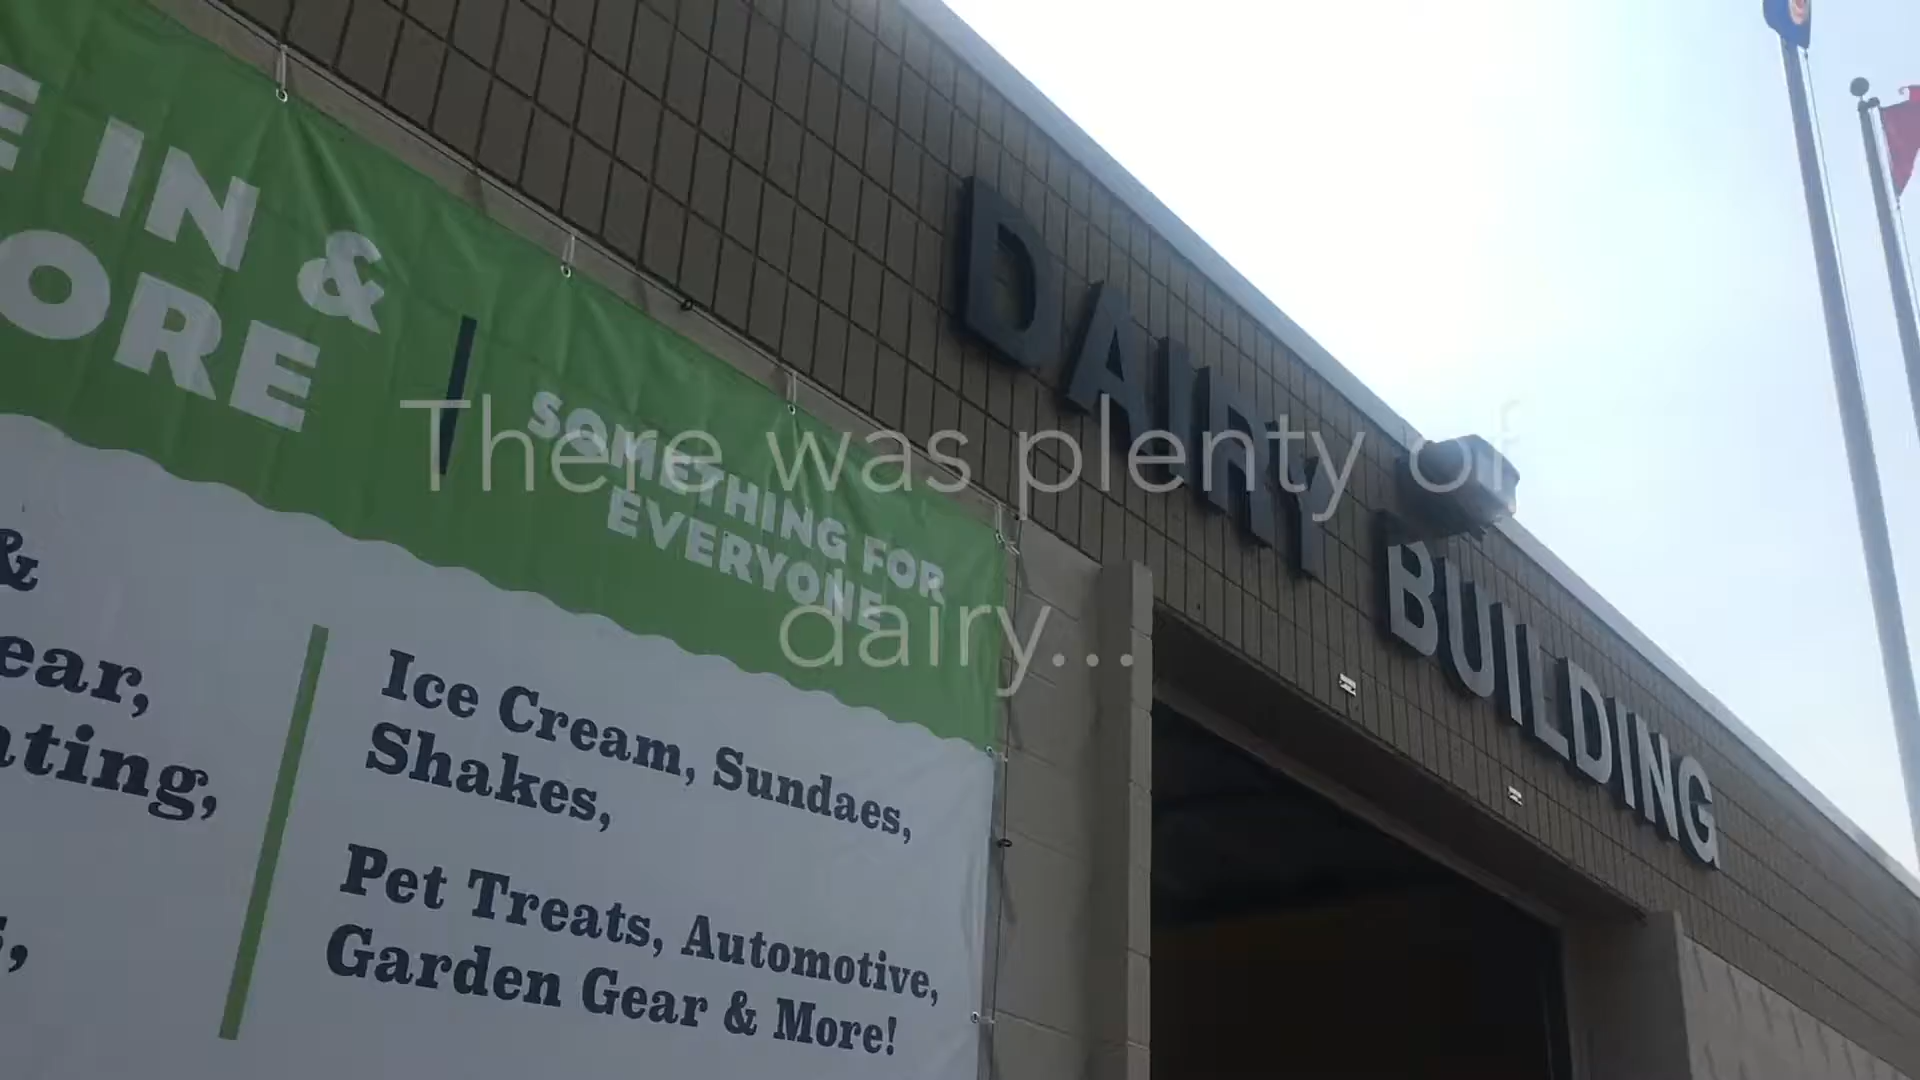 IN &
ORE
SOMETHING FOR
EVERYONE
&
ear,
ating,
Ice Cream, Sundaes,
Shakes,
Pet Treats, Automotive,
Garden Gear & More!
DAIRY BUILDING
There was plenty of
dairy...